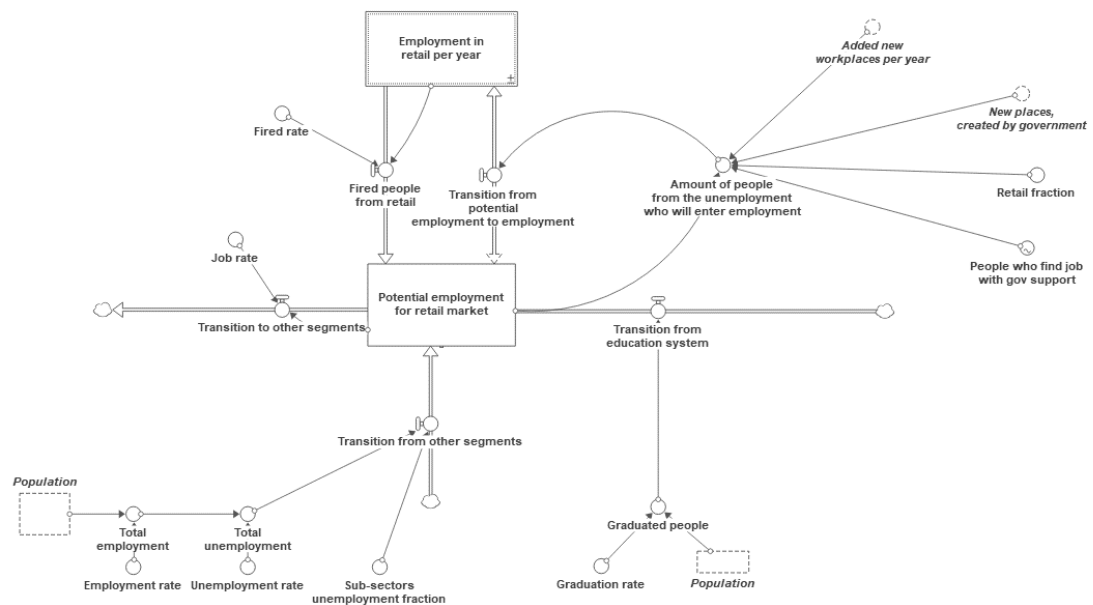 Employment in
retail per year
Added new
workplaces per year
New places,
created by government
Fired rate
Fired people
from retail
Transition from
potential
employment to employment
Amount of people
from the unemployment
who will enter employment
Retail fraction
Job rate
People who find job
with gov support
Potential employment
for retail market
Transition to other segments
Transition from
education system
Transition from other segments
Population
Total
employment
Total
unemployment
Graduated people
Employment rate
Unemployment rate
Sub-sectors
unemployment fraction
Graduation rate
Population